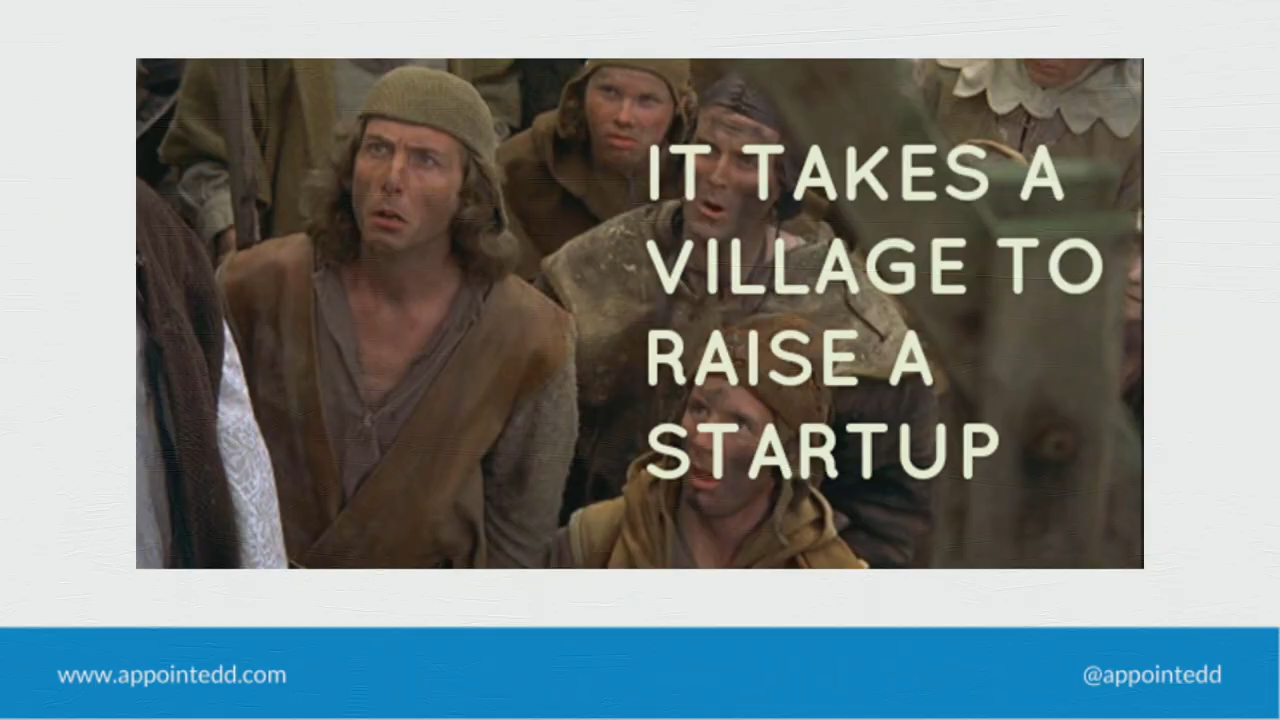 IT TAKES A
VILLAGE TO
RAISE A
STARTUP
www.appointedd.com
@appointedd